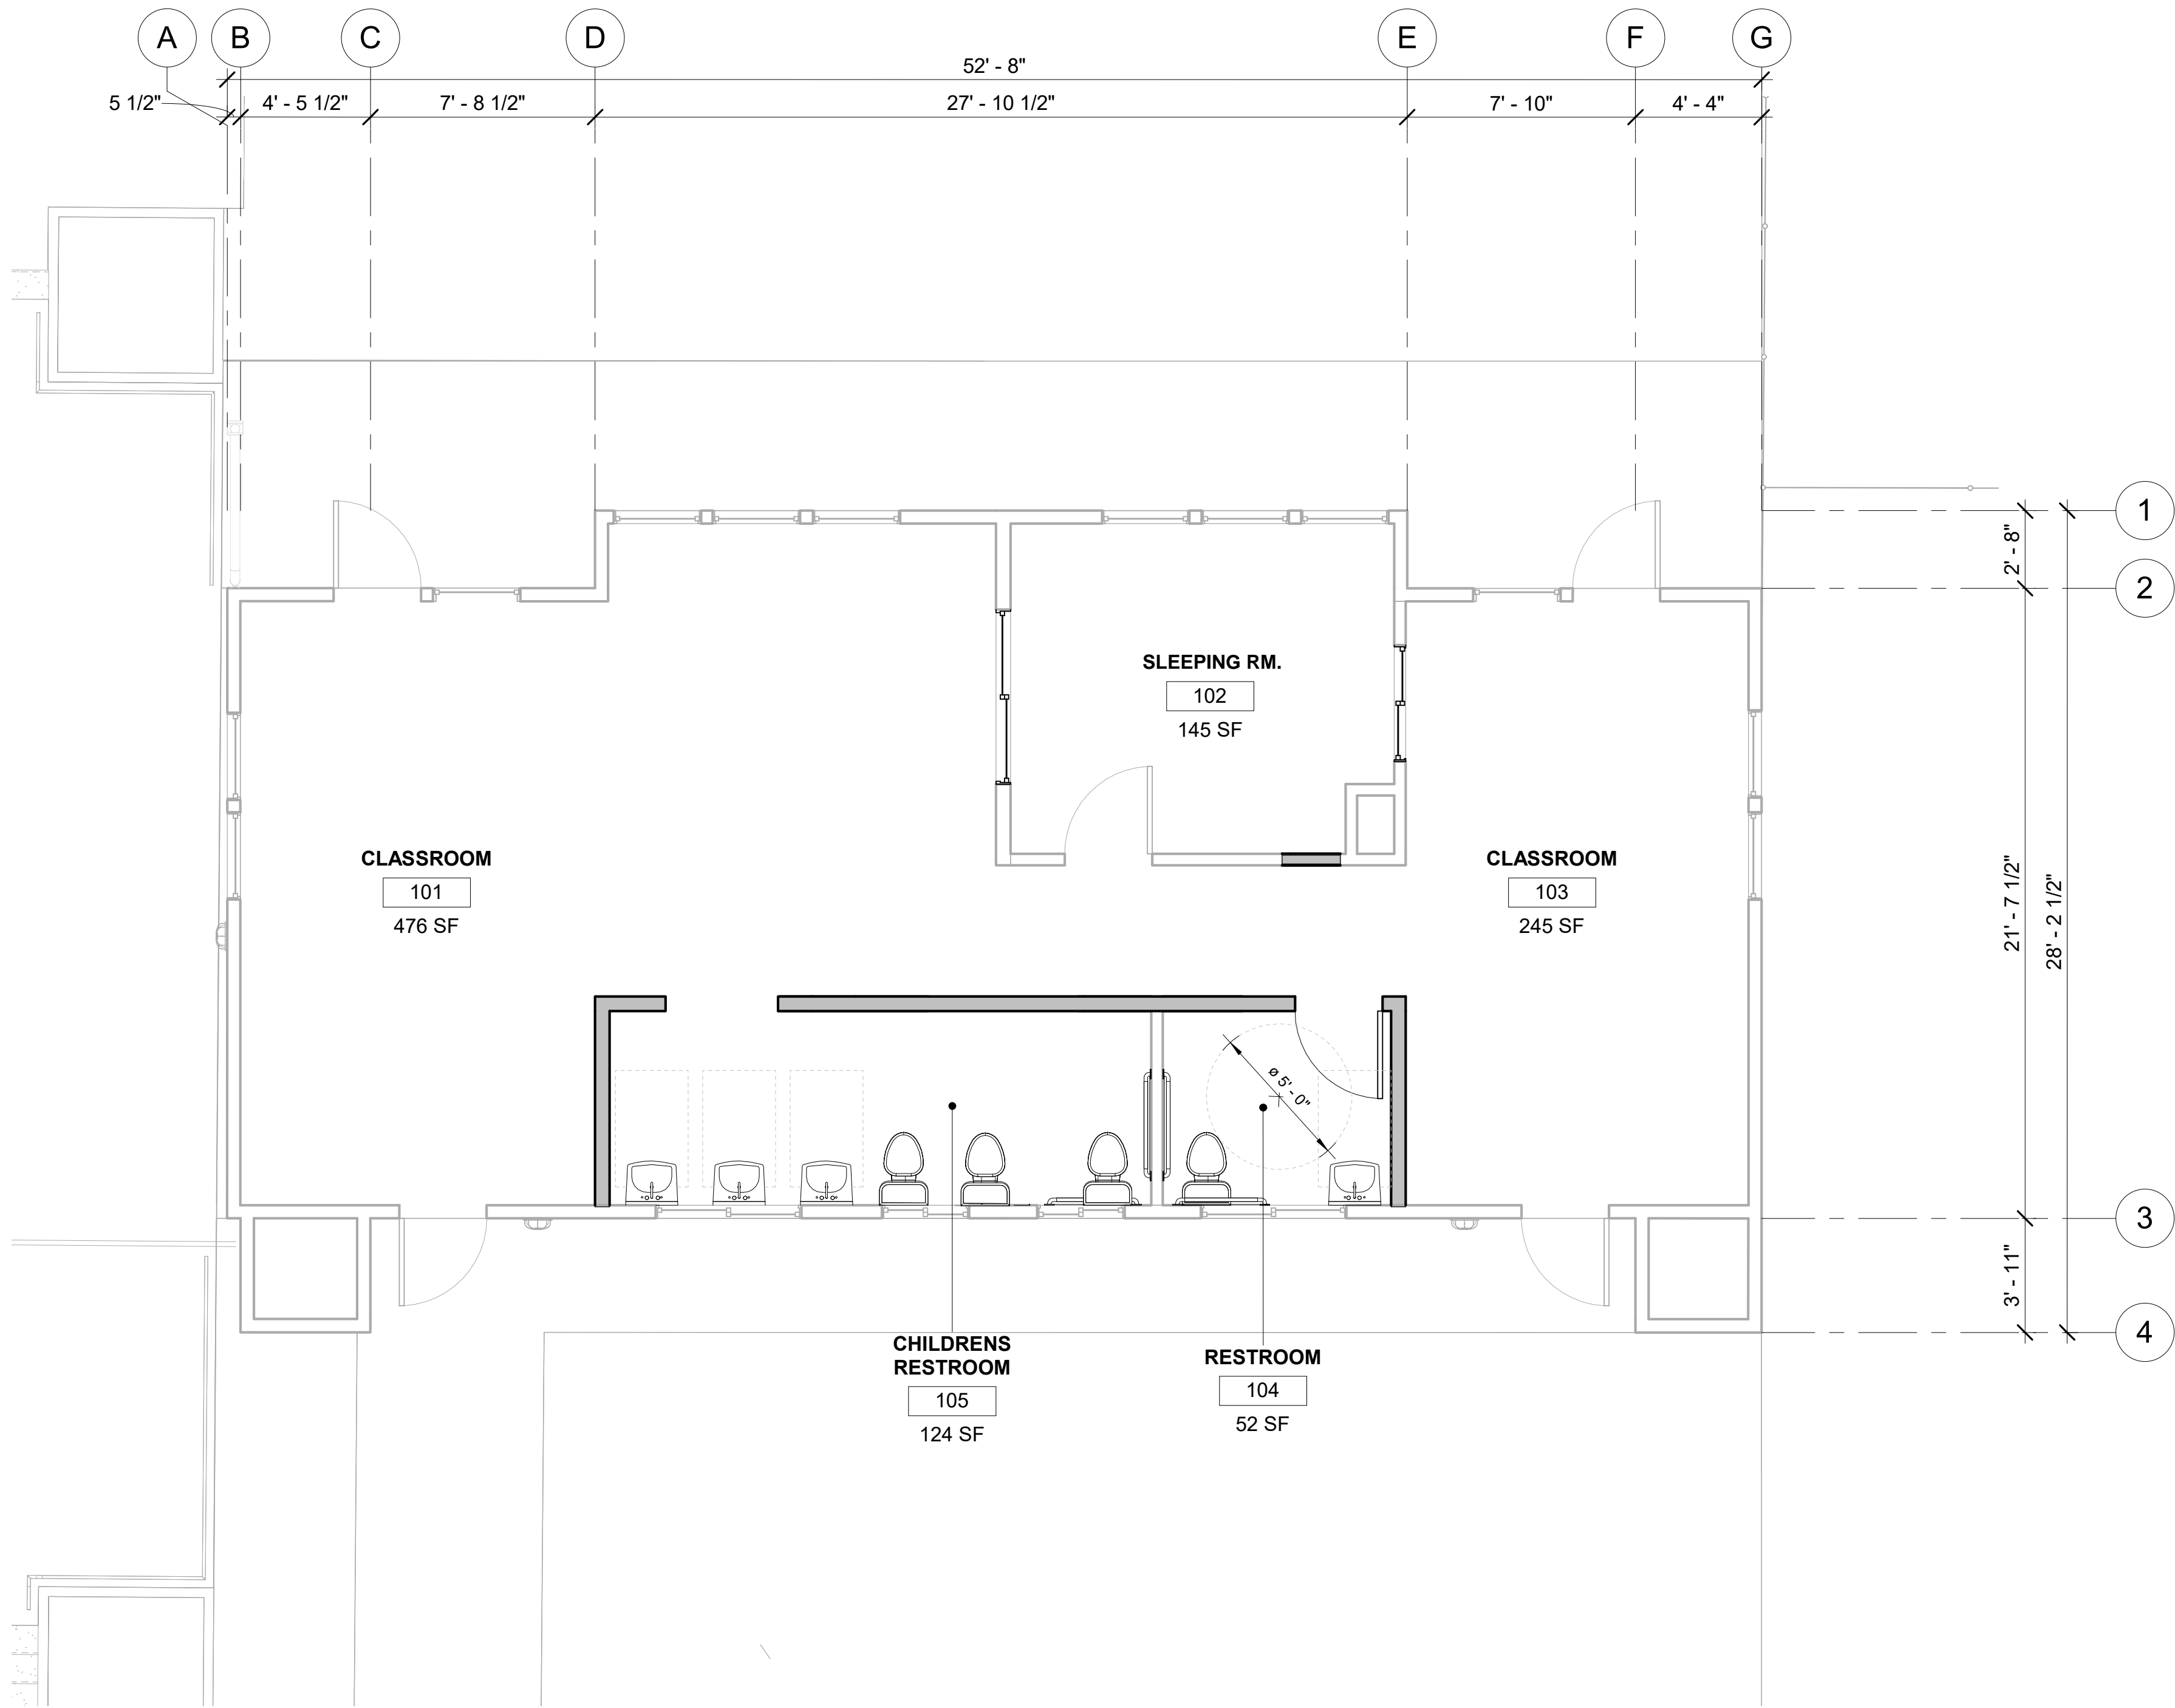 A B C D E F G
52' - 8"
5 1/2" 4' - 5 1/2" 7' - 8 1/2" 27' - 10 1/2" 7' - 10" 4' - 4"
1
2' - 8"
2
SLEEPING RM.
102
145 SF
CLASSROOM
101
476 SF
CLASSROOM
103
245 SF
21' - 7 1/2"
28' - 2 1/2"
ø 5' - 0"
3
3' - 11"
4
CHILDRENS
RESTROOM
105
124 SF
RESTROOM
104
52 SF